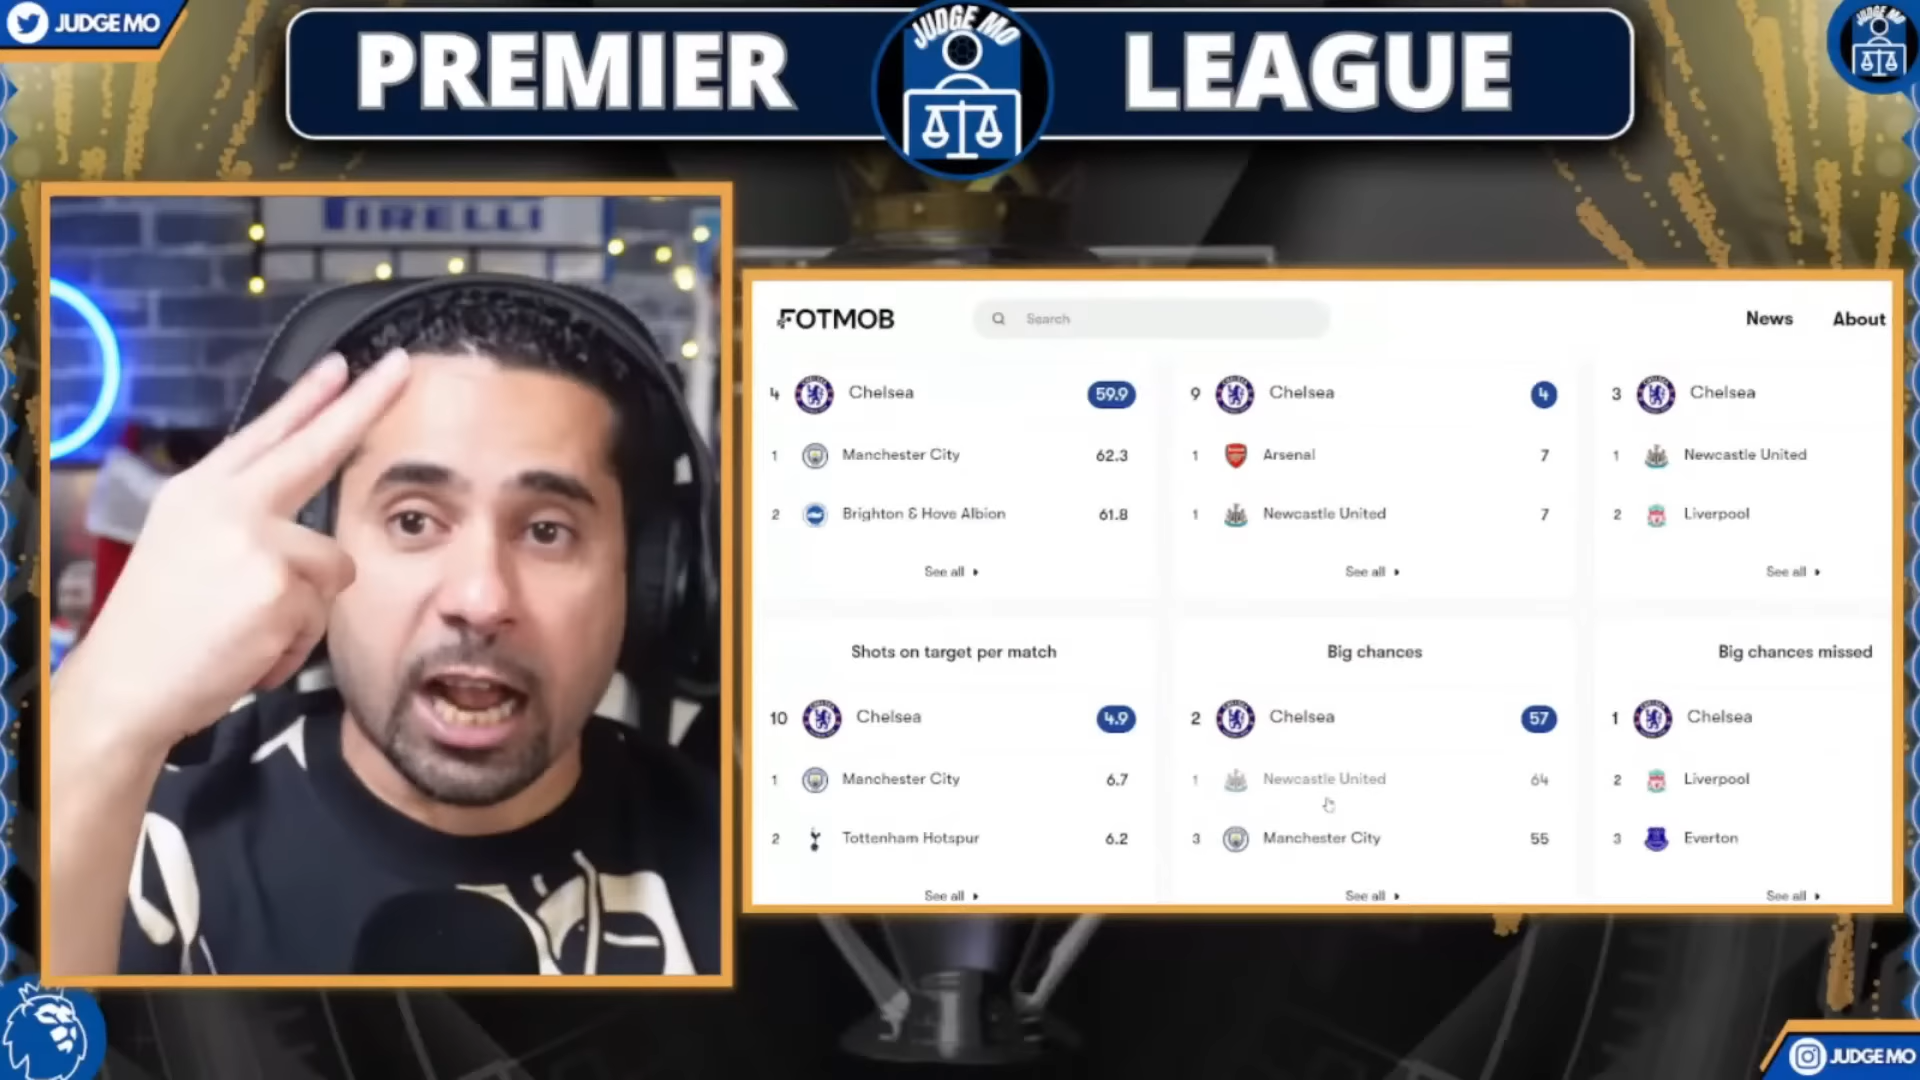 JUDGE MO
PREMIER
JUDGE MO
LEAGUE
JUDGE MO
PIRELLI
FOTMOB
Search
News
About
4 Chelsea 59.9
1 Manchester City 62.3
2 Brighton & Hove Albion 61.8
See all
9 Chelsea 4
1 Arsenal 7
1 Newcastle United 7
See all
3 Chelsea
1 Newcastle United
2 Liverpool
See all
Shots on target per match
10 Chelsea 4.9
1 Manchester City 6.7
2 Tottenham Hotspur 6.2
See all
Big chances
2 Chelsea 57
1 Newcastle United 64
3 Manchester City 55
See all
Big chances missed
1 Chelsea
2 Liverpool
3 Everton
See all
JUDGE MO